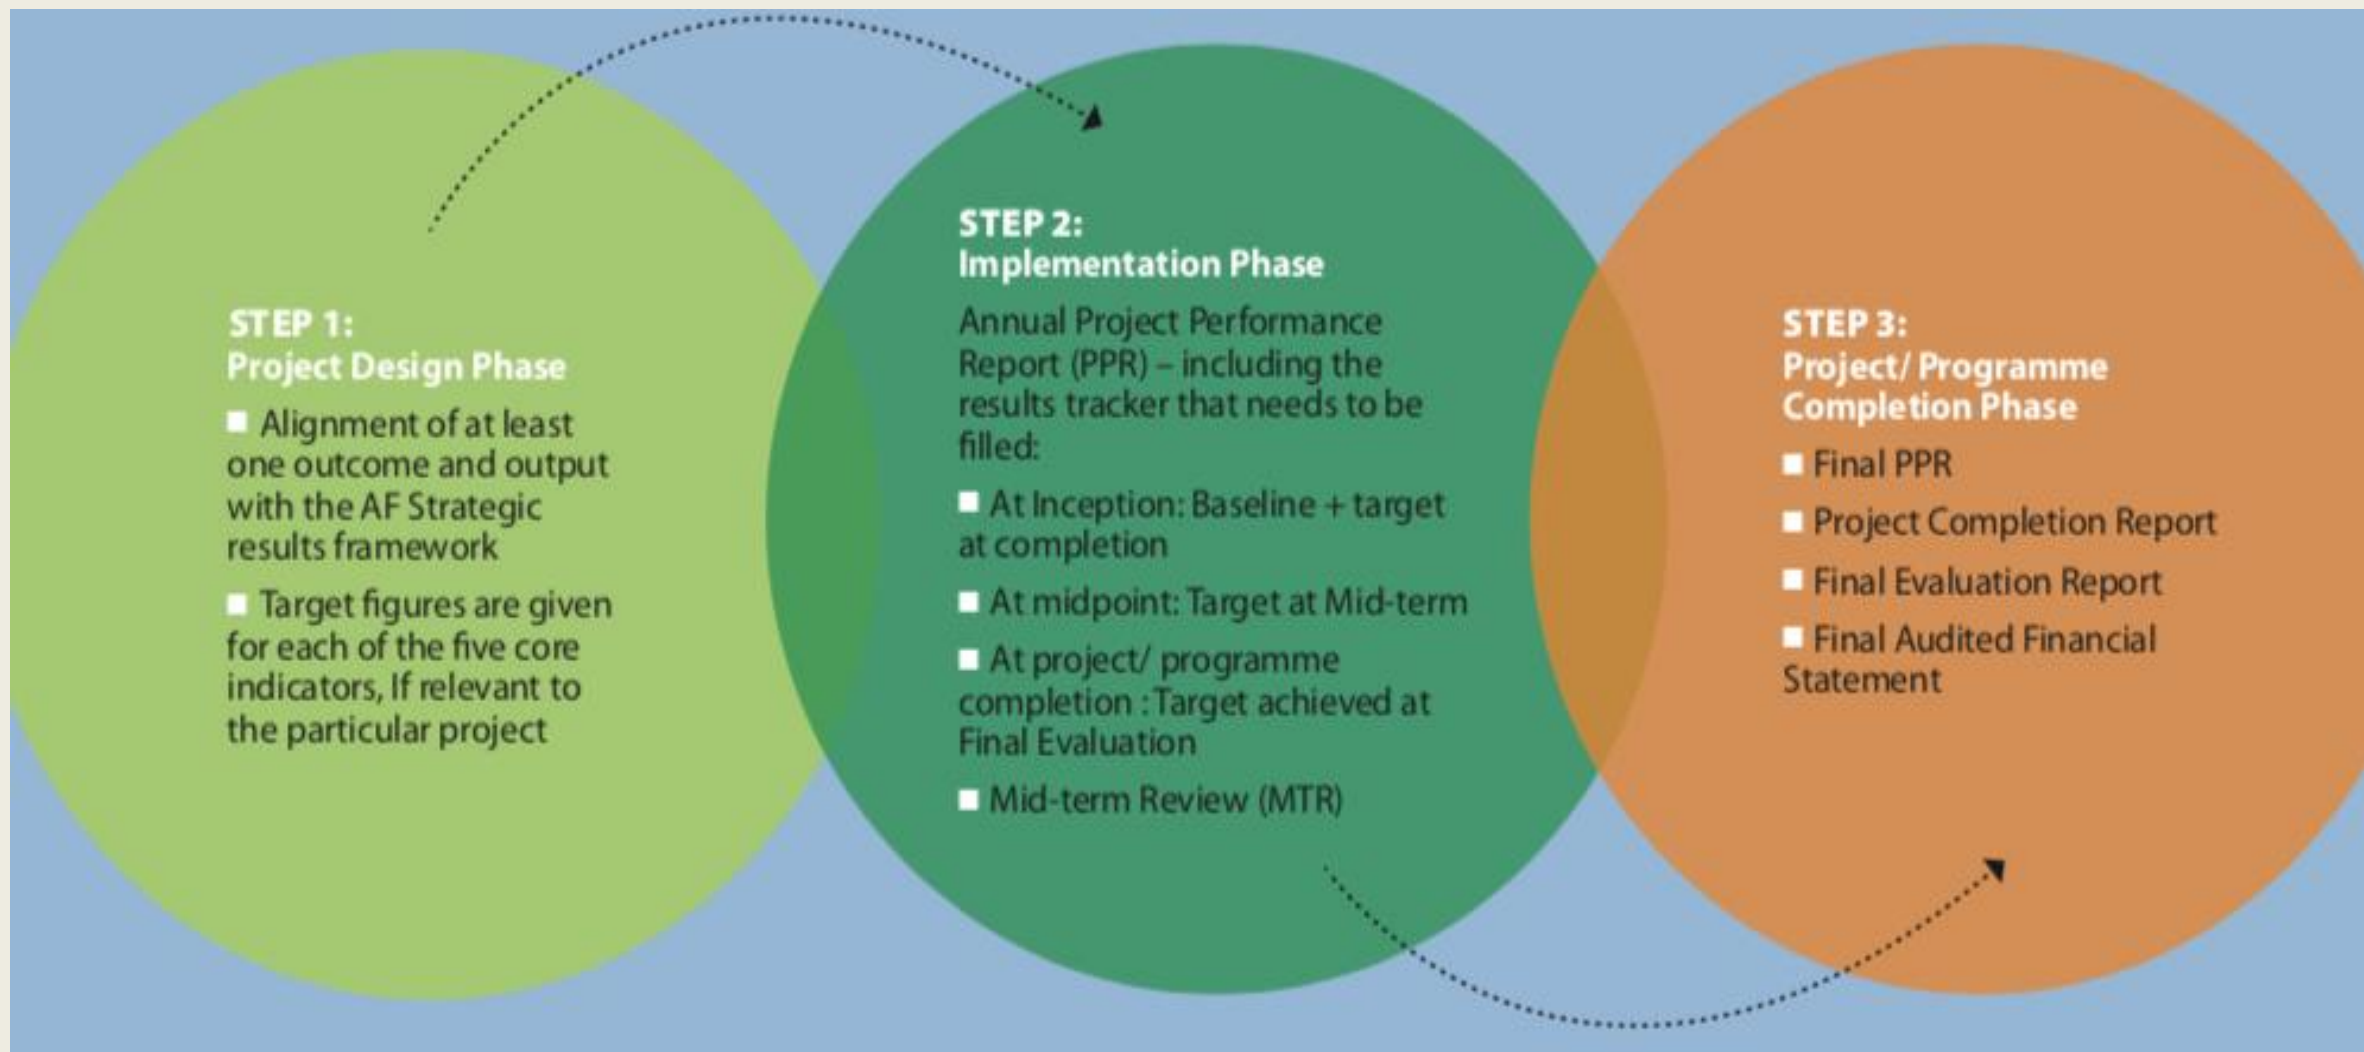 STEP 1:
Project Design Phase
Alignment of at least
one outcome and output
with the AF Strategic
results framework
Target figures are given
for each of the five core
indicators, If relevant to
the particular project
STEP 2:
Implementation Phase
Annual Project Performance
Report (PPR) – including the
results tracker that needs to be
filled:
At Inception: Baseline + target
at completion
At midpoint: Target at Mid-term
At project/ programme
completion : Target achieved at
Final Evaluation
Mid-term Review (MTR)
STEP 3:
Project/ Programme
Completion Phase
Final PPR
Project Completion Report
Final Evaluation Report
Final Audited Financial
Statement